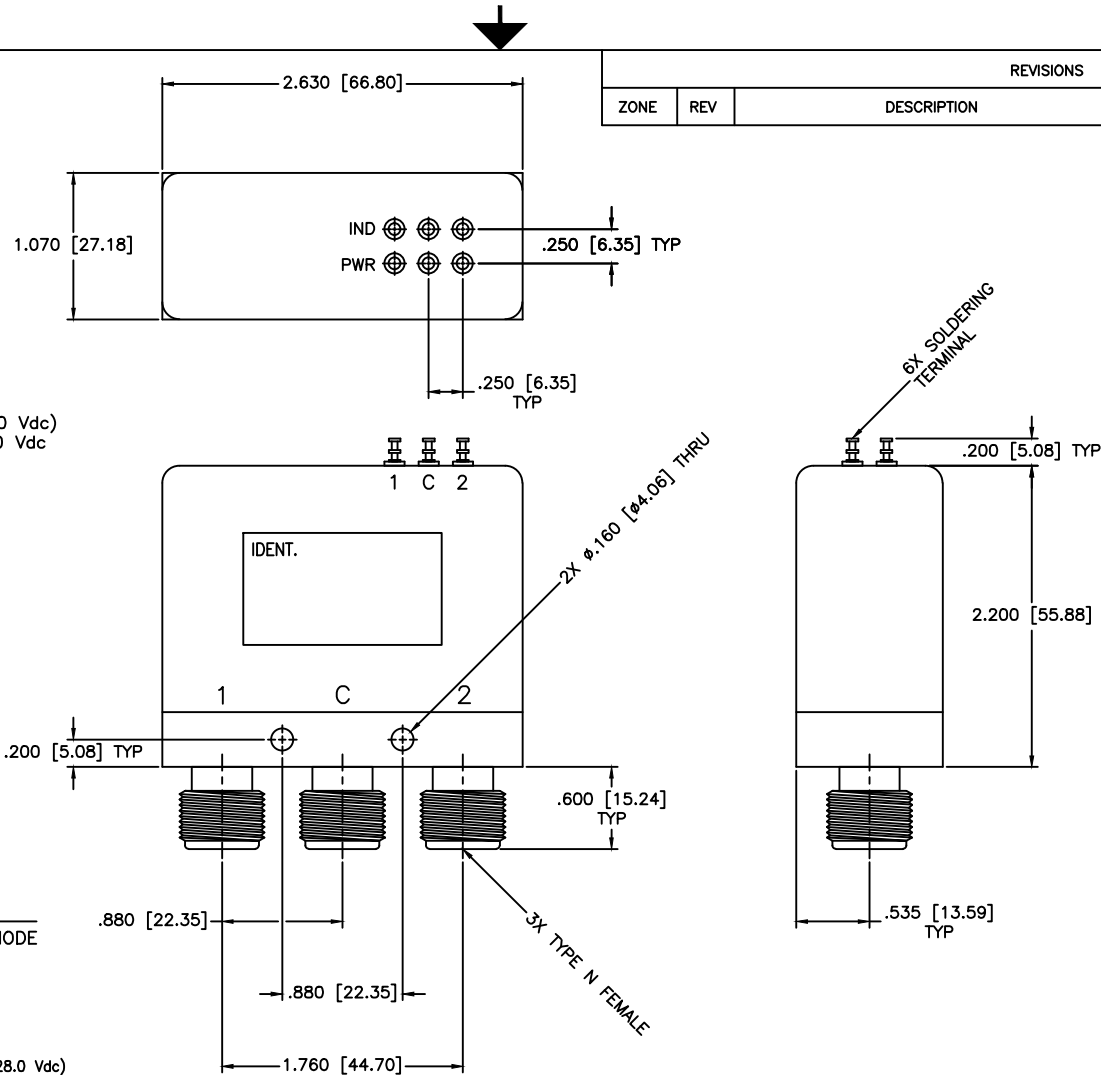 REVISIONS
ZONE REV DESCRIPTION
2.630 [66.80]
1.070 [27.18]
IND
PWR
.250 [6.35] TYP
.250 [6.35]
TYP
0 Vdc)
0 Vdc
1 C 2
IDENT.
2X ø.160 [ø4.06] THRU
1 C 2
.200 [5.08] TYP
.600 [15.24]
TYP
.880 [22.35]
.880 [22.35]
1.760 [44.70]
3X TYPE N FEMALE
6X SOLDERING
TERMINAL
.200 [5.08] TYP
2.200 [55.88]
.535 [13.59]
TYP
MODE
28.0 Vdc)